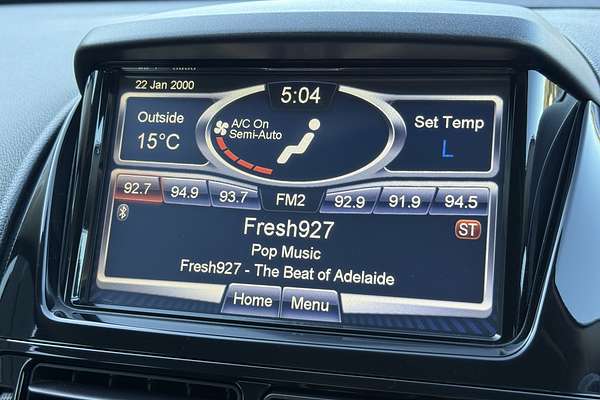 22 Jan 2000
5:04
Outside
15°C
A/C On
Semi-Auto
Set Temp
L
92.7 94.9 93.7 FM2 92.9 91.9 94.5
Fresh927
ST
Pop Music
Fresh927 - The Beat of Adelaide
Home Menu